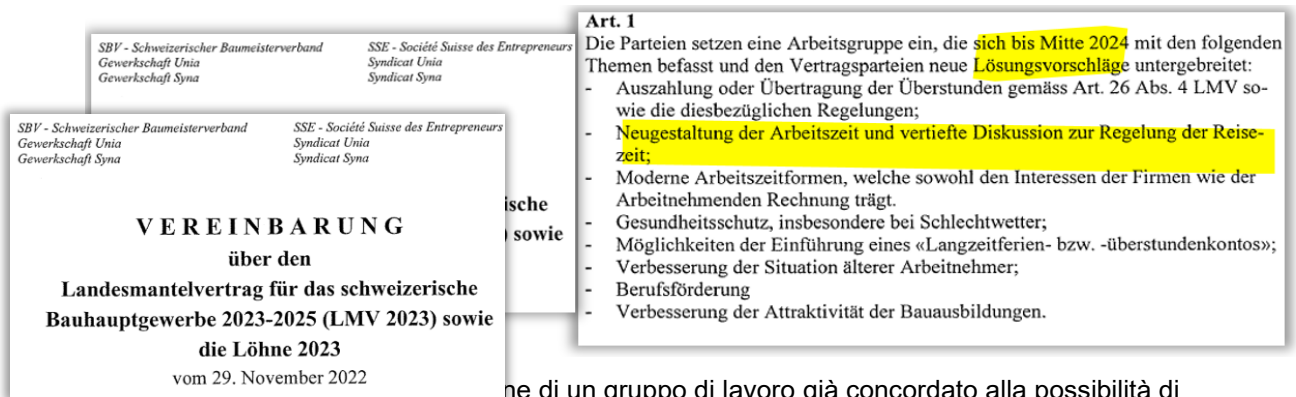 SBV - Schweizerischer Baumeisterverband
Gewerkschaft Unia
Gewerkschaft Syna
SSE - Société Suisse des Entrepreneurs
Syndicat Unia
Syndicat Syna
ische
) sowie
SBV - Schweizerischer Baumeisterverband
Gewerkschaft Unia
Gewerkschaft Syna
SSE - Société Suisse des Entrepreneurs
Syndicat Unia
Syndicat Syna
VEREINBARUNG
über den
Landesmantelvertrag für das schweizerische
Bauhauptgewerbe 2023-2025 (LMV 2023) sowie
die Löhne 2023
vom 29. November 2022
Art. 1
Die Parteien setzen eine Arbeitsgruppe ein, die sich bis Mitte 2024 mit den folgenden
Themen befasst und den Vertragsparteien neue Lösungsvorschläge untergebreitet:
- Auszahlung oder Übertragung der Überstunden gemäss Art. 26 Abs. 4 LMV so-
wie die diesbezüglichen Regelungen;
- Neugestaltung der Arbeitszeit und vertiefte Diskussion zur Regelung der Reise-
zeit;
- Moderne Arbeitszeitformen, welche sowohl den Interessen der Firmen wie der
Arbeitnehmenden Rechnung trägt.
- Gesundheitsschutz, insbesondere bei Schlechtwetter;
- Möglichkeiten der Einführung eines «Langzeitferien- bzw. -überstundenkontos»;
- Verbesserung der Situation älterer Arbeitnehmer;
- Berufsförderung
- Verbesserung der Attraktivität der Bauausbildungen.
ne di un gruppo di lavoro già concordato alla possibilità di